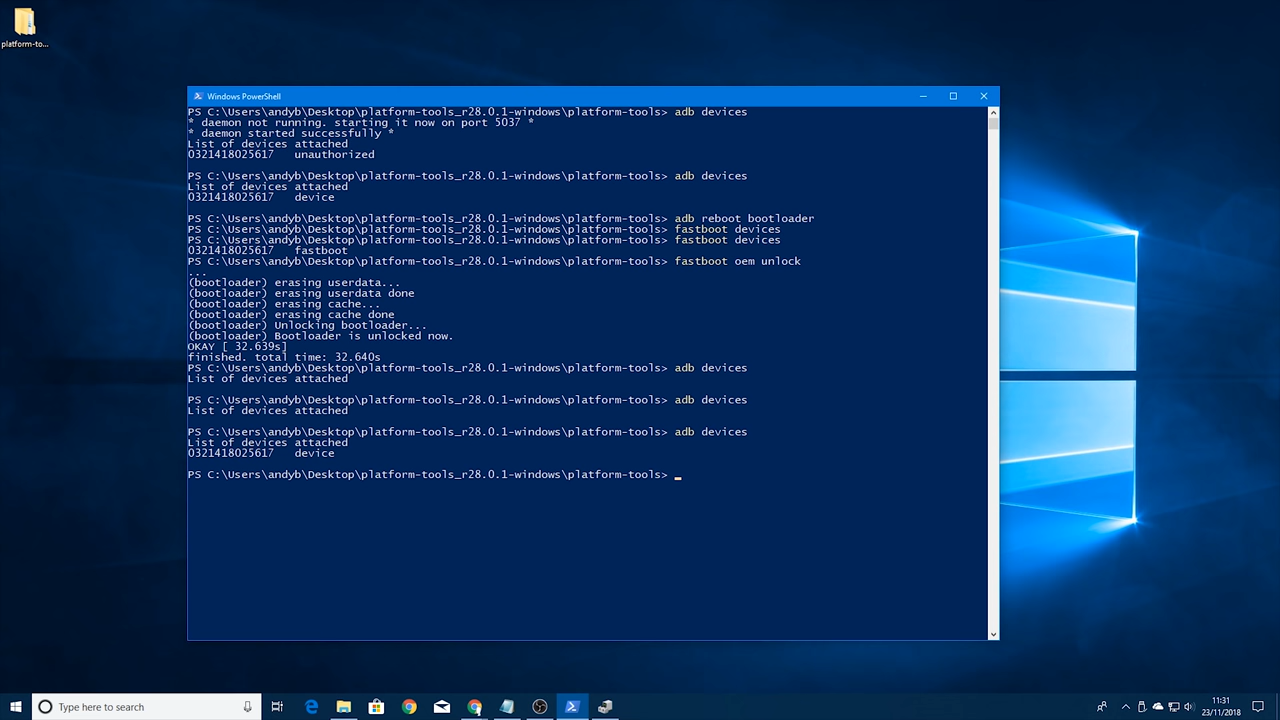 platform-to...
Windows PowerShell
PS C:\Users\andyb\Desktop\platform-tools_r28.0.1-windows\platform-tools> adb devices
* daemon not running. starting it now on port 5037 *
* daemon started successfully *
List of devices attached
0321418025617   unauthorized
PS C:\Users\andyb\Desktop\platform-tools_r28.0.1-windows\platform-tools> adb devices
List of devices attached
0321418025617   device
PS C:\Users\andyb\Desktop\platform-tools_r28.0.1-windows\platform-tools> adb reboot bootloader
PS C:\Users\andyb\Desktop\platform-tools_r28.0.1-windows\platform-tools> fastboot devices
PS C:\Users\andyb\Desktop\platform-tools_r28.0.1-windows\platform-tools> fastboot devices
0321418025617   fastboot
PS C:\Users\andyb\Desktop\platform-tools_r28.0.1-windows\platform-tools> fastboot oem unlock
...
(bootloader) erasing userdata...
(bootloader) erasing userdata done
(bootloader) erasing cache...
(bootloader) erasing cache done
(bootloader) Unlocking bootloader...
(bootloader) Bootloader is unlocked now.
OKAY [ 32.639s]
finished. total time: 32.640s
PS C:\Users\andyb\Desktop\platform-tools_r28.0.1-windows\platform-tools> adb devices
List of devices attached
PS C:\Users\andyb\Desktop\platform-tools_r28.0.1-windows\platform-tools> adb devices
List of devices attached
PS C:\Users\andyb\Desktop\platform-tools_r28.0.1-windows\platform-tools> adb devices
List of devices attached
0321418025617   device
PS C:\Users\andyb\Desktop\platform-tools_r28.0.1-windows\platform-tools> _
Type here to search
11:31
23/11/2018